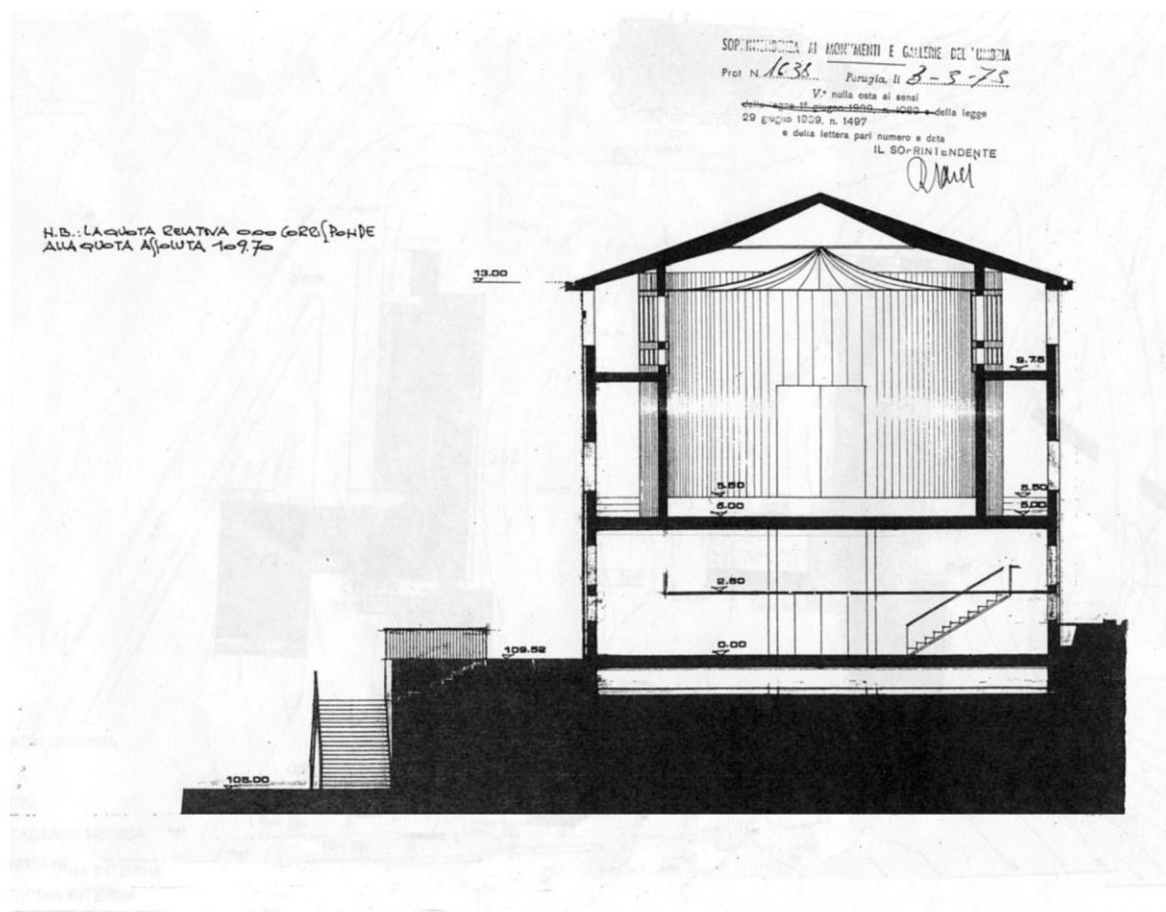 SOPRINTENDENZA AI MONUMENTI E GALLERIE DEL'UMBRIA
Prot N. 1638 Perugia, li 3-3-73
V.° nulla osta ai sensi
della legge 1° giugno 1939, n. 1089 e della legge
29 giugno 1939, n. 1497
e della lettera pari numero e data
IL SOPRINTENDENTE
N.B.: LA QUOTA RELATIVA 0.00 CORRISPONDE
ALLA QUOTA ASSOLUTA 109.70
13.00
9.75
5.50
5.50
5.00
5.00
2.50
0.00
109.52
105.00